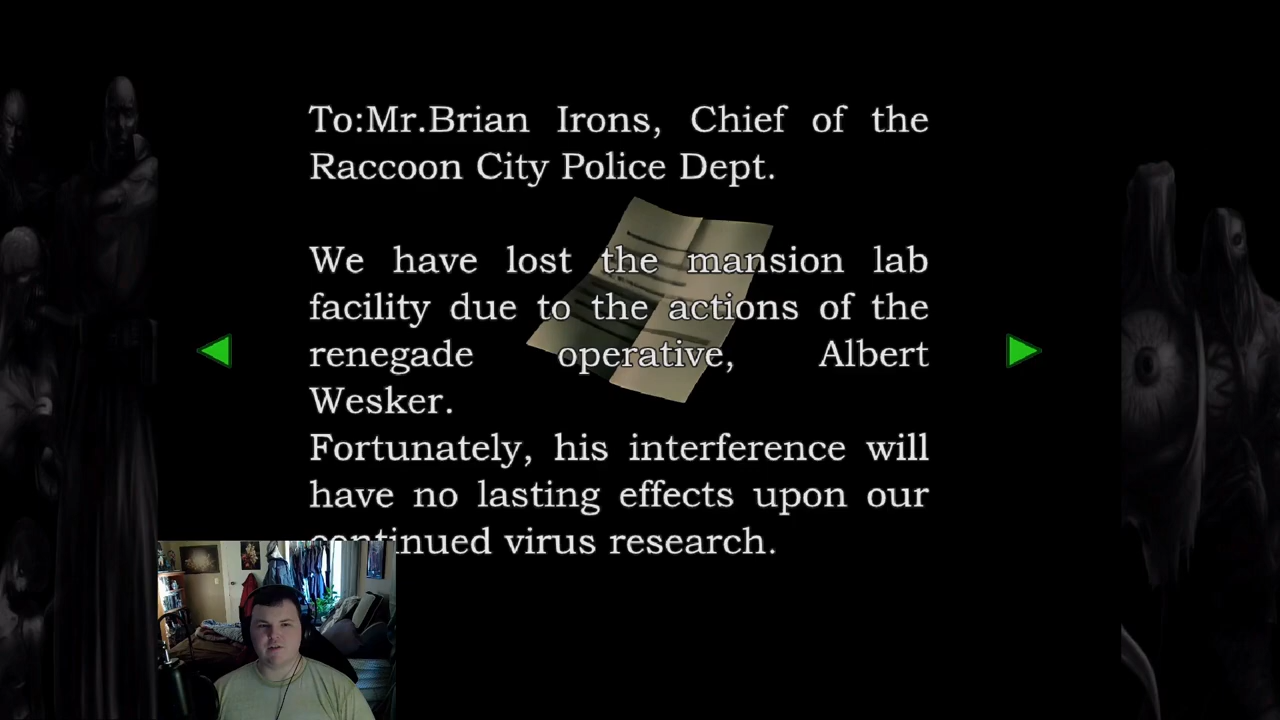 To:Mr.Brian Irons, Chief of the
Raccoon City Police Dept.
We have lost the mansion lab
facility due to the actions of the
renegade operative, Albert
Wesker.
Fortunately, his interference will
have no lasting effects upon our
continued virus research.